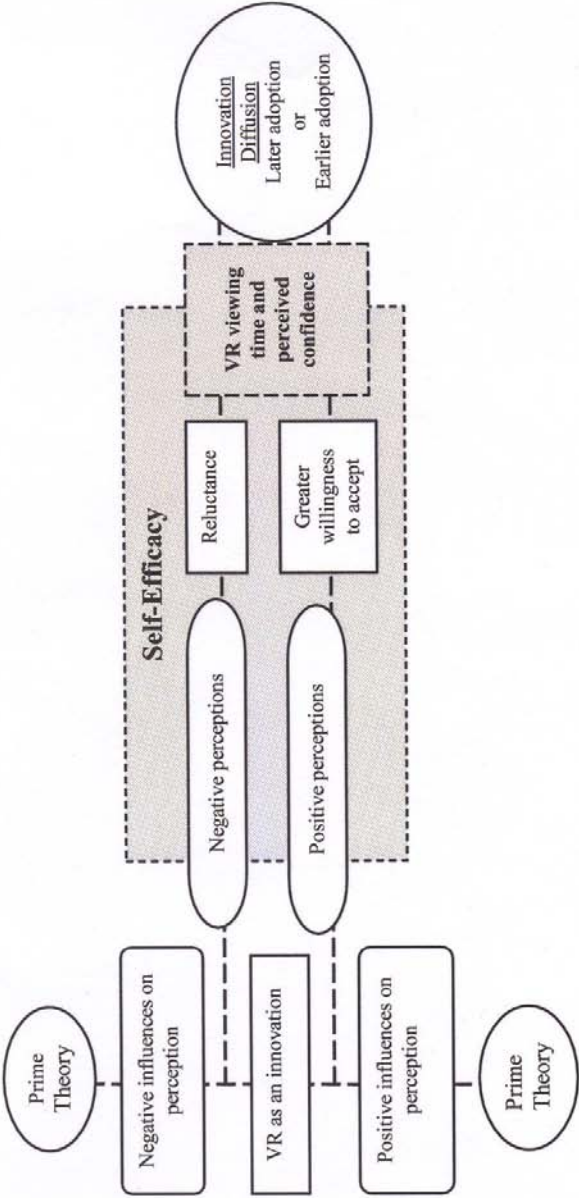 Prime
Theory
Negative influences on
perception
VR as an innovation
Positive influences on
perception
Prime
Theory
Self-Efficacy
Negative perceptions
Positive perceptions
Reluctance
Greater
willingness
to accept
VR viewing
time and
perceived
confidence
Innovation
Diffusion
Later adoption
or
Earlier adoption